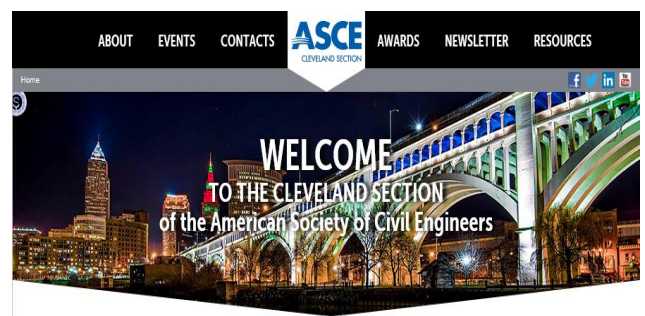 ABOUT EVENTS CONTACTS ASCE AWARDS NEWSLETTER RESOURCES
CLEVELAND SECTION
Home
WELCOME
TO THE CLEVELAND SECTION
of the American Society of Civil Engineers